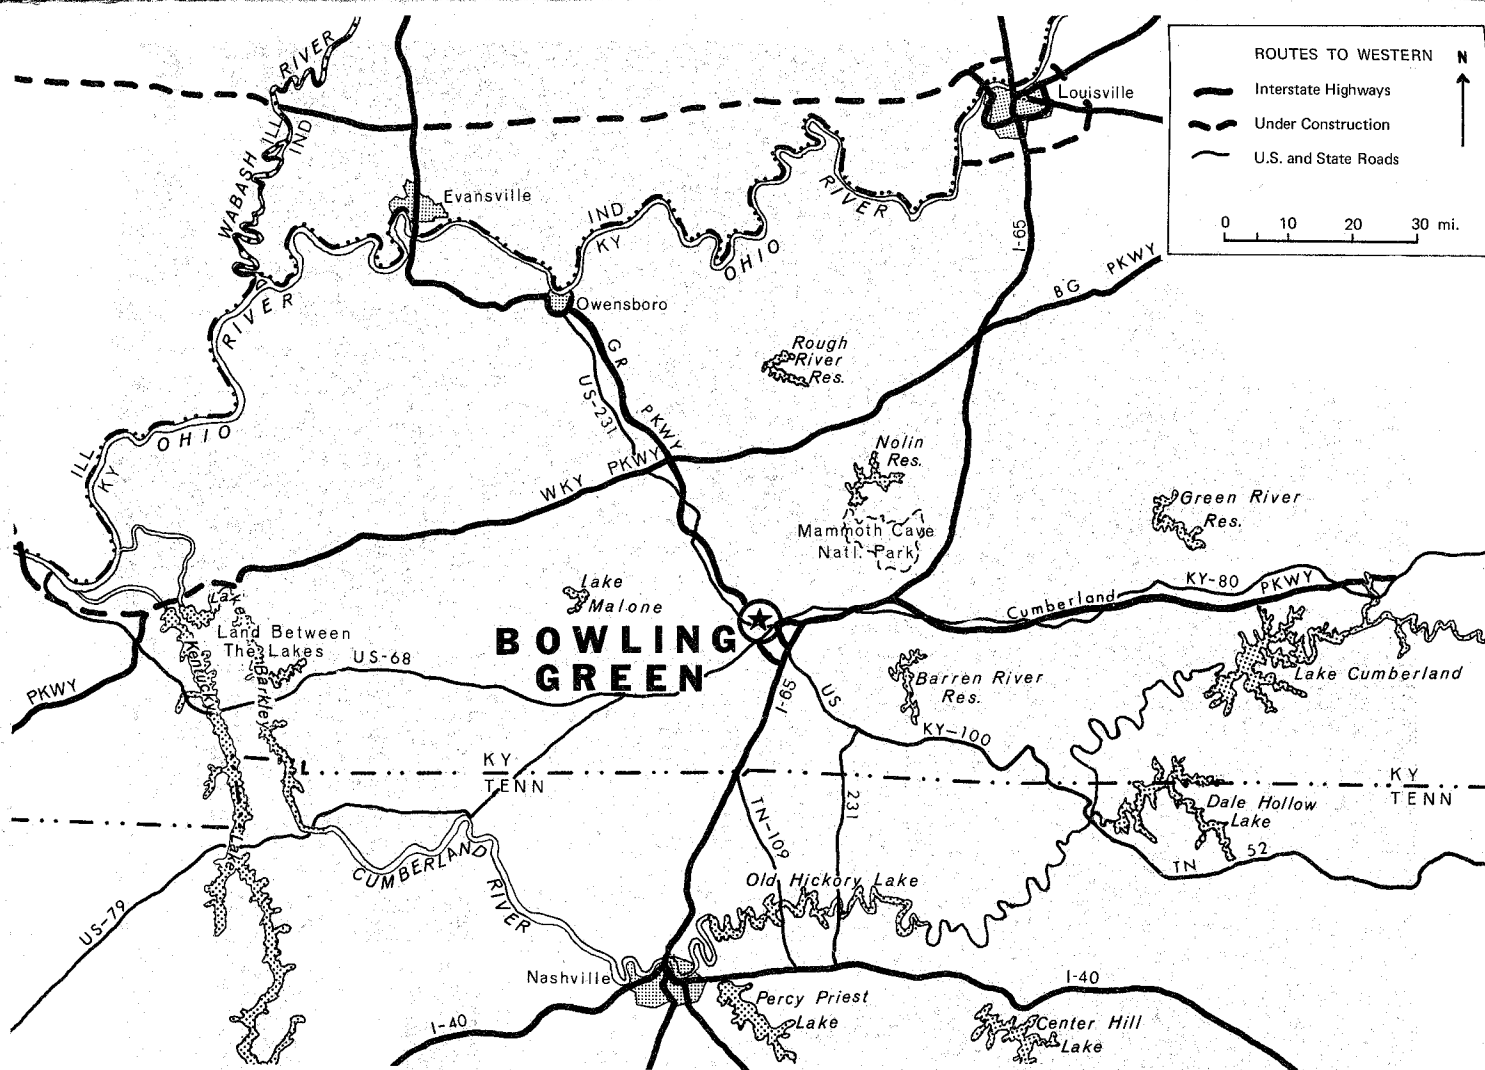 ROUTES TO WESTERN
N
Interstate Highways
Under Construction
U.S. and State Roads
0 10 20 30 mi.
RIVER
WABASH
ILL
IND
Louisville
Evansville
IND
KY
RIVER
OHIO
I-65
BG PKWY
RIVER
Owensboro
GR
PKWY
US-231
Rough
River
Res.
OHIO
ILL
KY
WKY PKWY
Nolin
Res.
Mammoth Cave
Natl. Park
Green River
Res.
Lake
Malone
Cumberland
KY-80
PKWY
BOWLING
GREEN
Lake
Land Between
The Lakes
Kentucky
Barkley
US-68
PKWY
I-65
US
Barren River
Res.
Lake Cumberland
KY-100
KY
TENN
KY
TENN
TN-109
231
Dale Hollow
Lake
TN 52
Lake
CUMBERLAND
RIVER
US-79
Old Hickory Lake
Nashville
I-40
Percy Priest
Lake
I-40
Center Hill
Lake